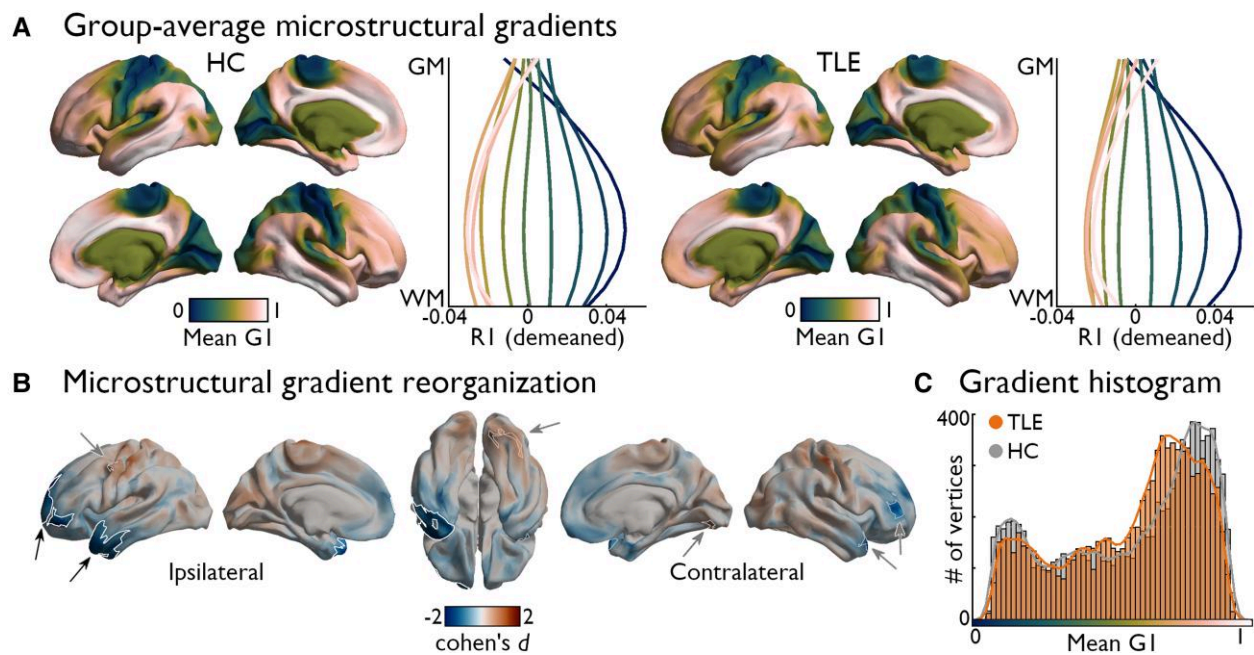 A Group-average microstructural gradients
HC
GM
WM
-0.04 0 0.04
R1 (demeaned)
0 1
Mean G1
TLE
GM
WM
-0.04 0 0.04
R1 (demeaned)
0 1
Mean G1
B Microstructural gradient reorganization
Ipsilateral
Contralateral
-2 2
cohen's d
C Gradient histogram
400
TLE
HC
# of vertices
0
0 1
Mean G1